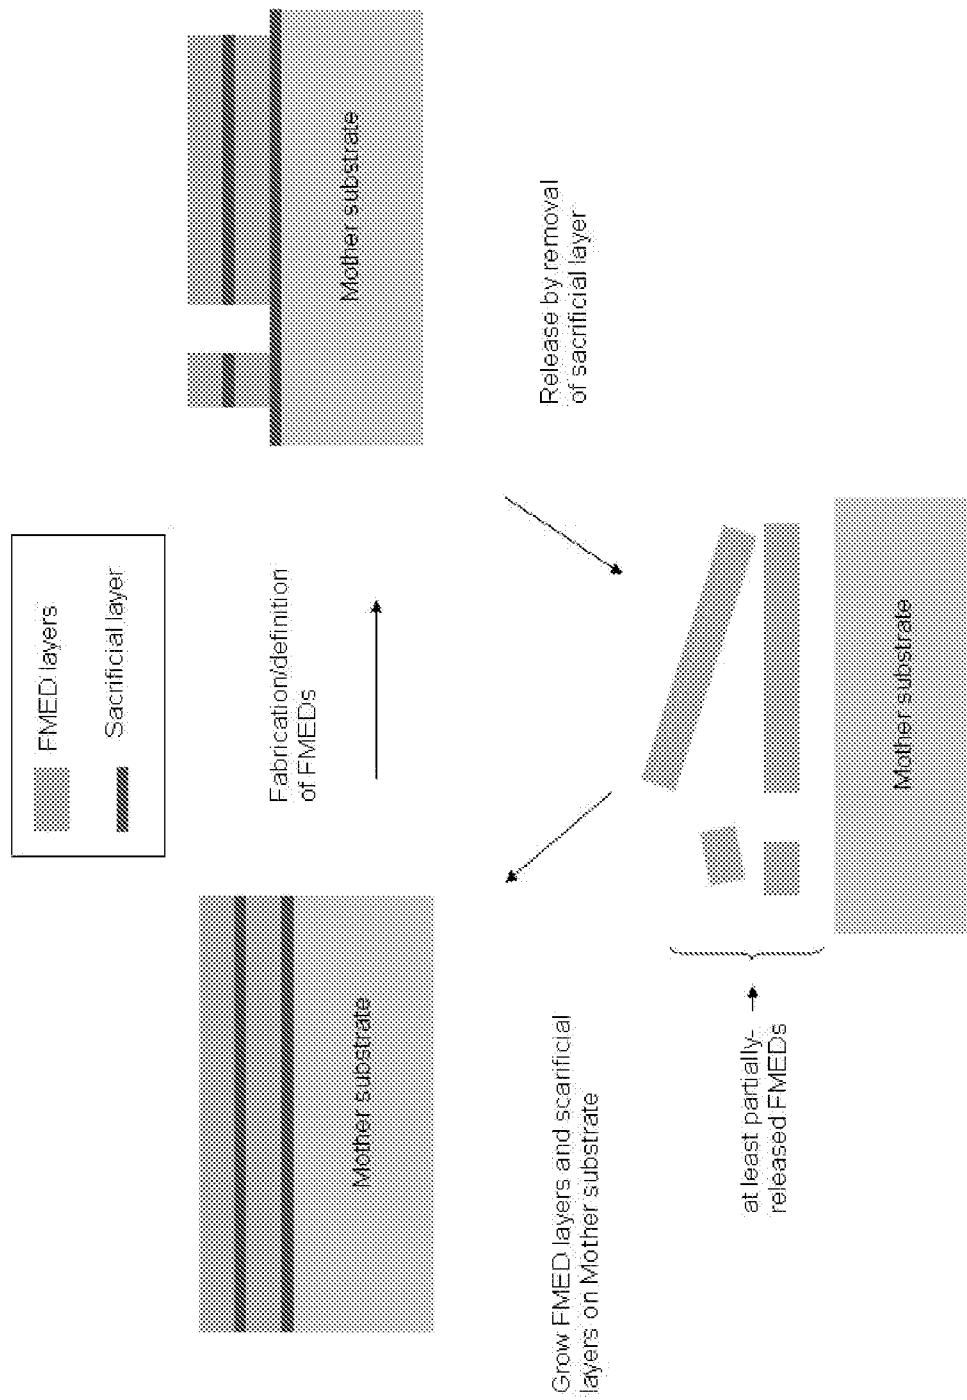 FMED layers
Sacrificial layer
Mother substrate
Fabrication/definition
of FMEDs
Mother substrate
Grow FMED layers and scarificial
layers on Mother substrate
Release by removal
of sacrificial layer
at least partially-
released FMEDs
Mother substrate